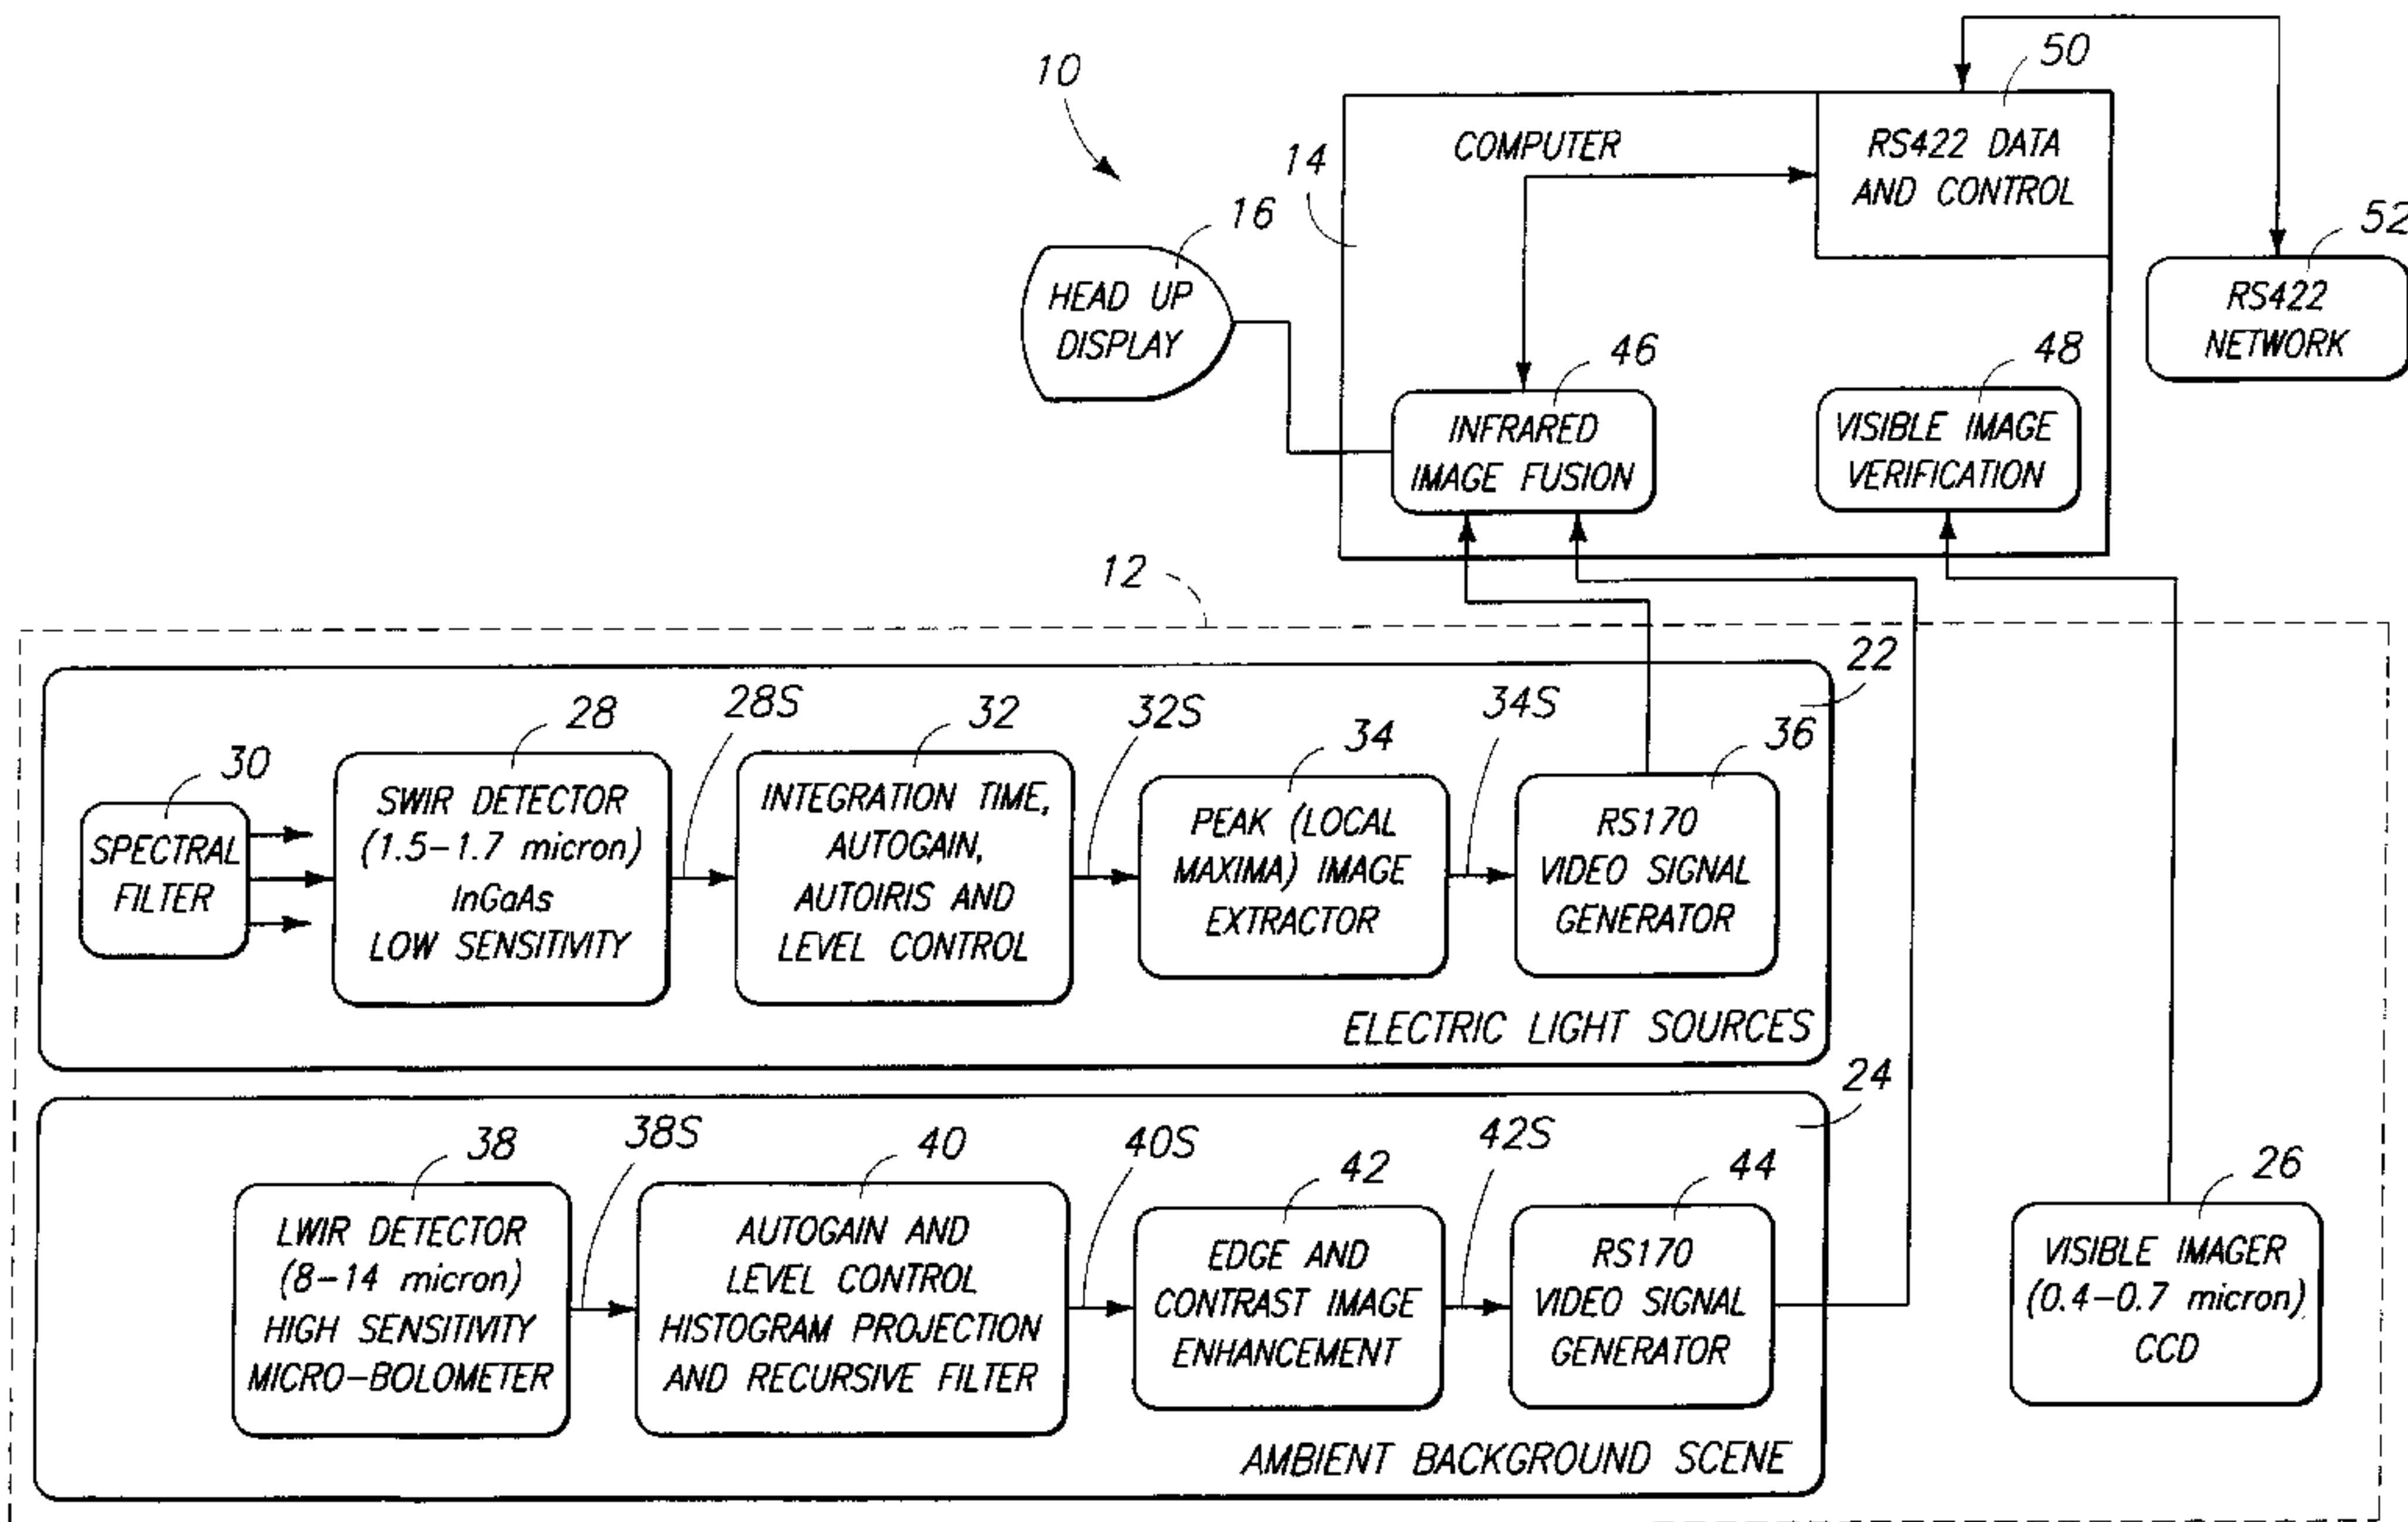 10
50
COMPUTER
RS422 DATA
AND CONTROL
14
16
52
HEAD UP
DISPLAY
RS422
NETWORK
46
48
INFRARED
IMAGE FUSION
VISIBLE IMAGE
VERIFICATION
12
22
28
28S
32
32S
34
34S
36
30
SPECTRAL
FILTER
SWIR DETECTOR
(1.5-1.7 micron)
InGaAs
LOW SENSITIVITY
INTEGRATION TIME,
AUTOGAIN,
AUTOIRIS AND
LEVEL CONTROL
PEAK (LOCAL
MAXIMA) IMAGE
EXTRACTOR
RS170
VIDEO SIGNAL
GENERATOR
ELECTRIC LIGHT SOURCES
24
38
38S
40
40S
42
42S
44
26
LWIR DETECTOR
(8-14 micron)
HIGH SENSITIVITY
MICRO-BOLOMETER
AUTOGAIN AND
LEVEL CONTROL
HISTOGRAM PROJECTION
AND RECURSIVE FILTER
EDGE AND
CONTRAST IMAGE
ENHANCEMENT
RS170
VIDEO SIGNAL
GENERATOR
VISIBLE IMAGER
(0.4-0.7 micron)
CCD
AMBIENT BACKGROUND SCENE